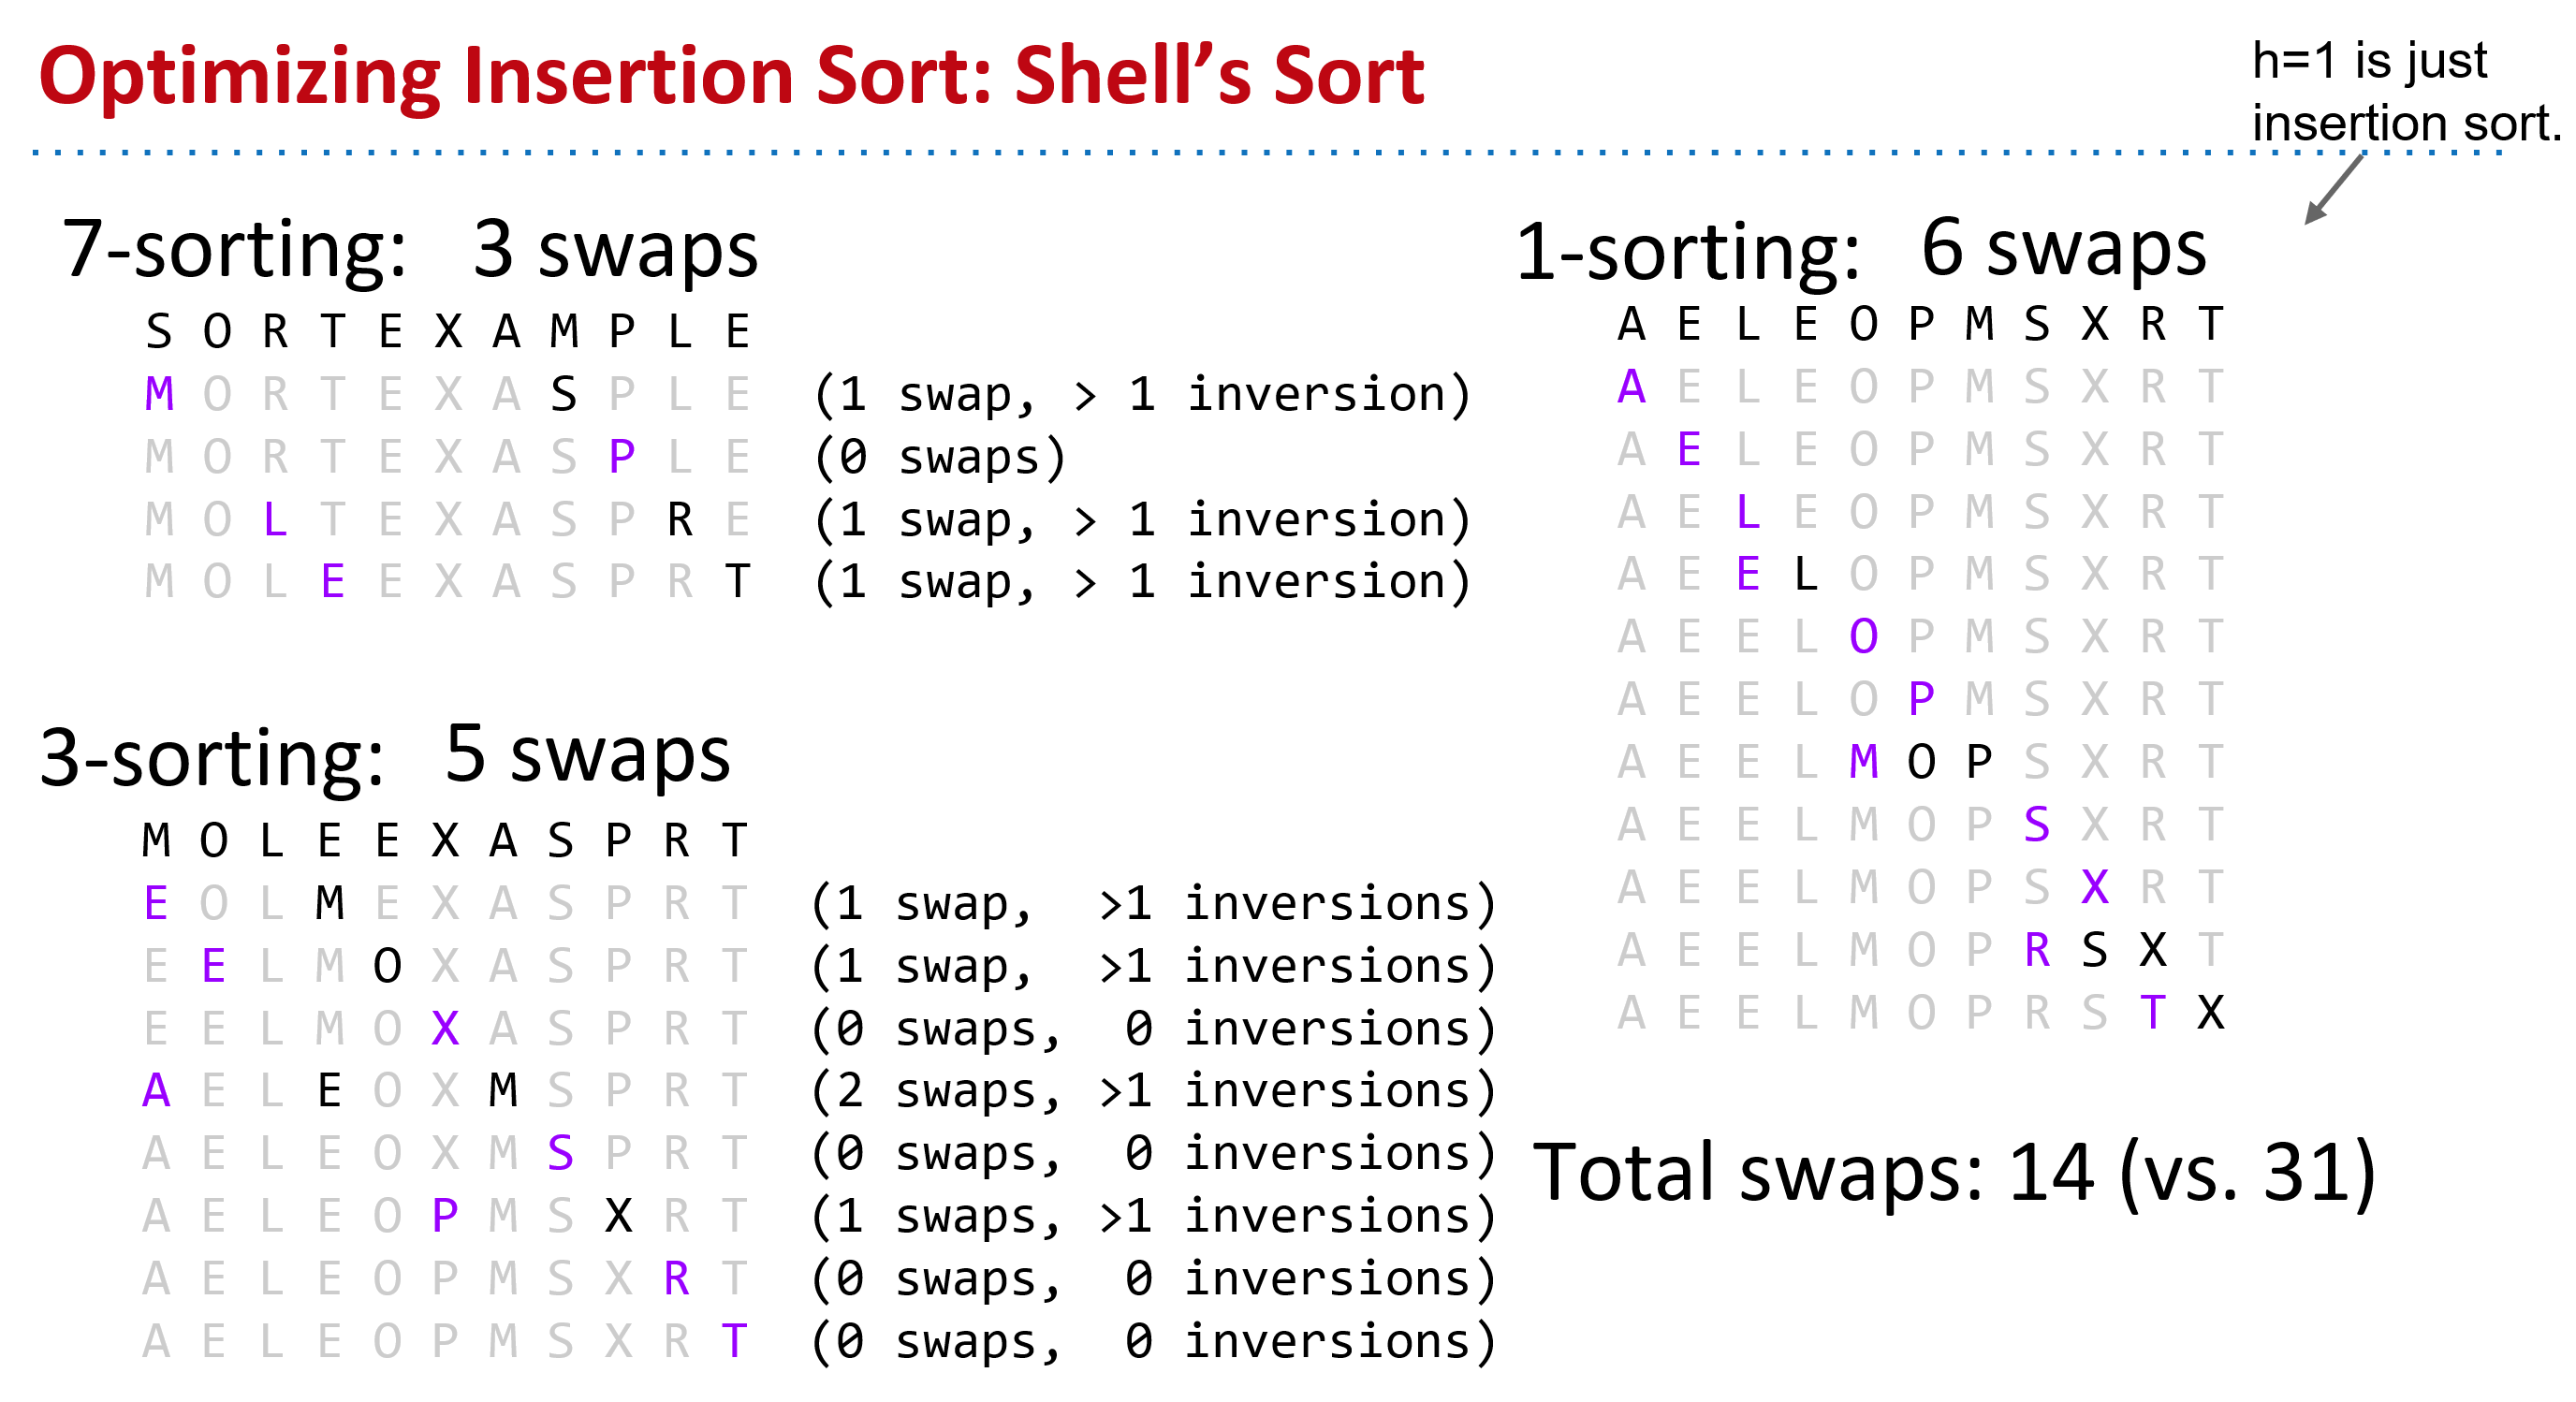 Optimizing Insertion Sort: Shell’s Sort
h=1 is just
insertion sort.
7-sorting: 3 swaps
S O R T E X A M P L E
M O R T E X A S P L E (1 swap, > 1 inversion)
M O R T E X A S P L E (0 swaps)
M O L T E X A S P R E (1 swap, > 1 inversion)
M O L E E X A S P R T (1 swap, > 1 inversion)
3-sorting: 5 swaps
M O L E E X A S P R T
E O L M E X A S P R T (1 swap, >1 inversions)
E E L M O X A S P R T (1 swap, >1 inversions)
E E L M O X A S P R T (0 swaps, 0 inversions)
A E L E O X M S P R T (2 swaps, >1 inversions)
A E L E O X M S P R T (0 swaps, 0 inversions)
A E L E O P M S X R T (1 swaps, >1 inversions)
A E L E O P M S X R T (0 swaps, 0 inversions)
A E L E O P M S X R T (0 swaps, 0 inversions)
1-sorting: 6 swaps
A E L E O P M S X R T
A E L E O P M S X R T
A E L E O P M S X R T
A E L E O P M S X R T
A E E L O P M S X R T
A E E L O P M S X R T
A E E L O P M S X R T
A E E L M O P S X R T
A E E L M O P S X R T
A E E L M O P S X R T
A E E L M O P R S X T
A E E L M O P R S T X
Total swaps: 14 (vs. 31)